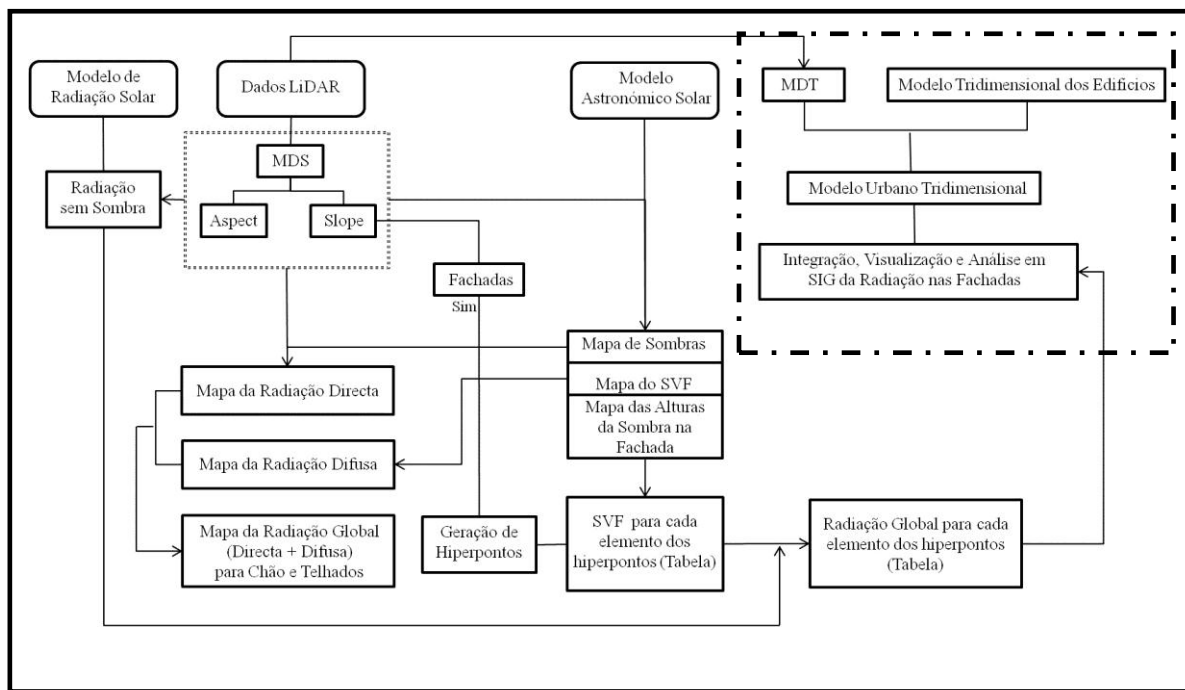 Modelo de
Radiação Solar
Dados LiDAR
Modelo
Astronómico Solar
MDT
Modelo Tridimensional dos Edifícios
MDS
Radiação
sem Sombra
Aspect
Slope
Modelo Urbano Tridimensional
Fachadas
Sim
Integração, Visualização e Análise em
SIG da Radiação nas Fachadas
Mapa de Sombras
Mapa da Radiação Directa
Mapa do SVF
Mapa das Alturas
da Sombra na
Fachada
Mapa da Radiação Difusa
Mapa da Radiação Global
(Directa + Difusa)
para Chão e Telhados
Geração de
Hiperpontos
SVF para cada
elemento dos
hiperpontos (Tabela)
Radiação Global para cada
elemento dos hiperpontos
(Tabela)